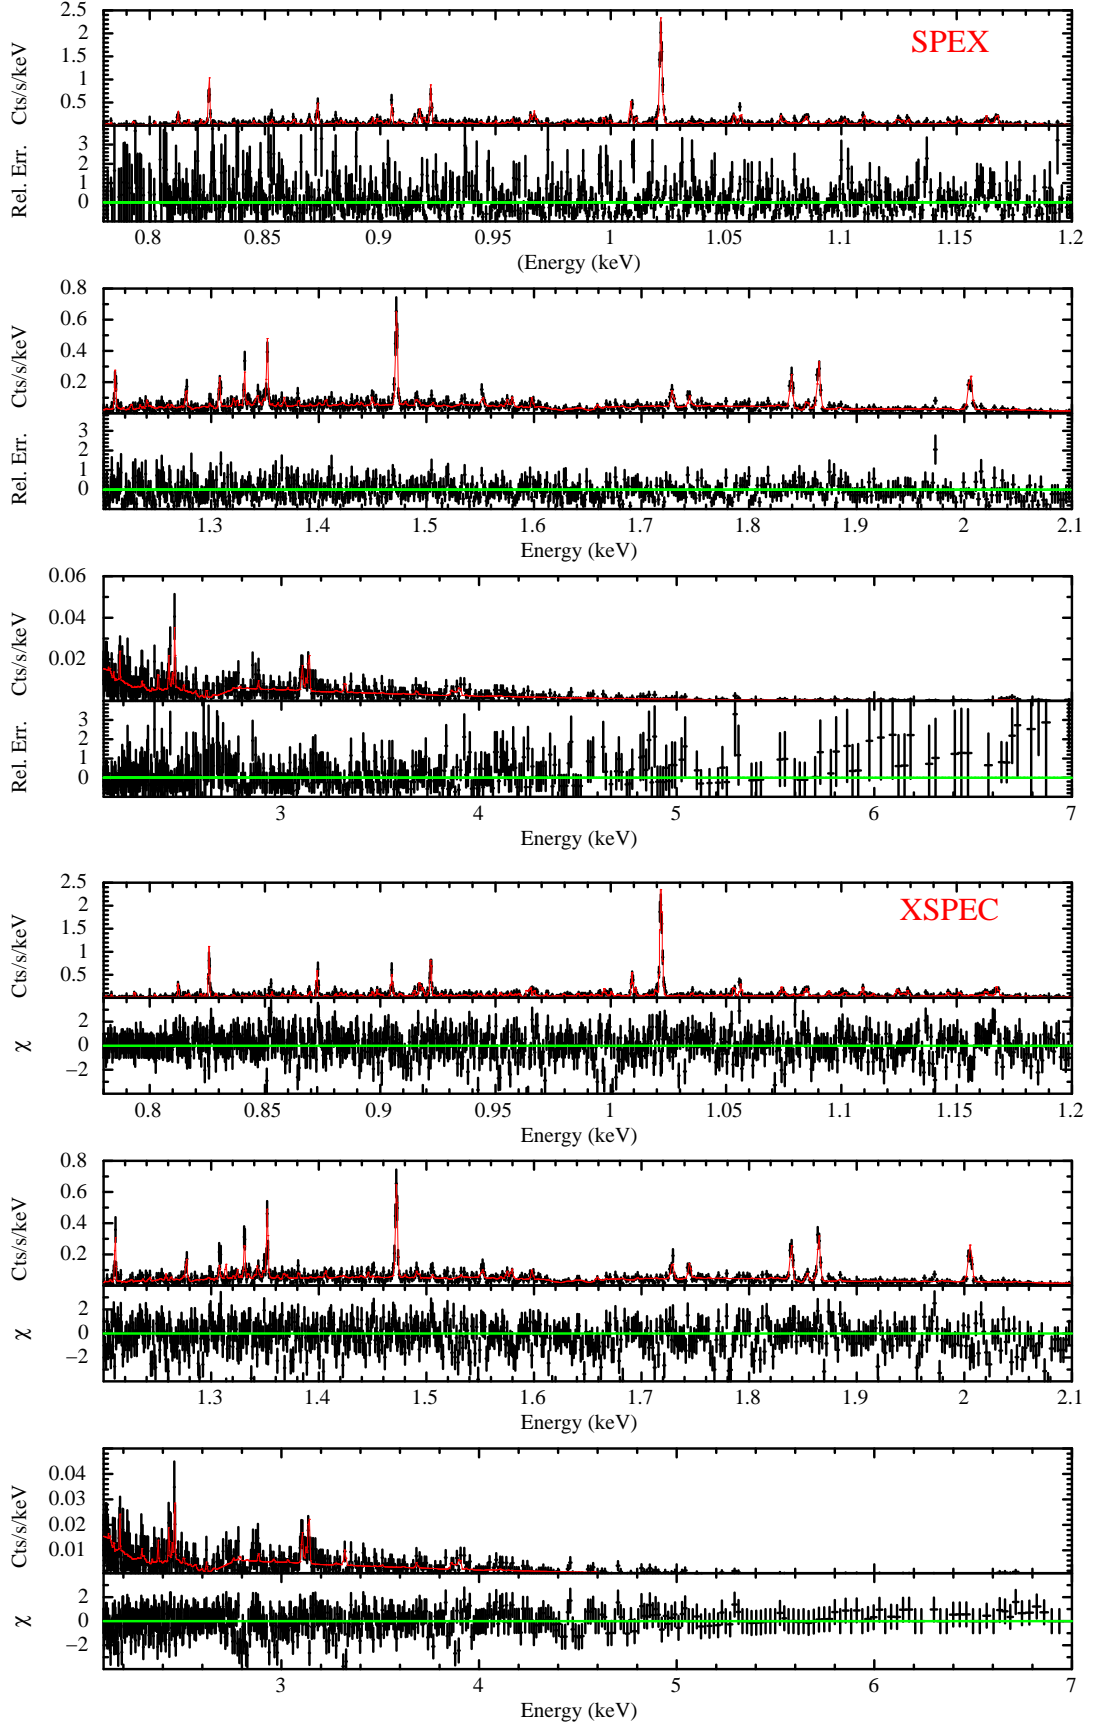 SPEX
Cts/s/keV
2.5
2
1.5
1
0.5
Rel. Err.
3
2
1
0
0.8 0.85 0.9 0.95 1 1.05 1.1 1.15 1.2
(Energy (keV)
Cts/s/keV
0.8
0.6
0.4
0.2
Rel. Err.
3
2
1
0
1.3 1.4 1.5 1.6 1.7 1.8 1.9 2 2.1
Energy (keV)
Cts/s/keV
0.06
0.04
0.02
Rel. Err.
3
2
1
0
3 4 5 6 7
Energy (keV)
XSPEC
Cts/s/keV
2.5
2
1.5
1
0.5
χ
2
0
−2
0.8 0.85 0.9 0.95 1 1.05 1.1 1.15 1.2
Energy (keV)
Cts/s/keV
0.8
0.6
0.4
0.2
χ
2
0
−2
1.3 1.4 1.5 1.6 1.7 1.8 1.9 2 2.1
Energy (keV)
Cts/s/keV
0.04
0.03
0.02
0.01
χ
2
0
−2
3 4 5 6 7
Energy (keV)